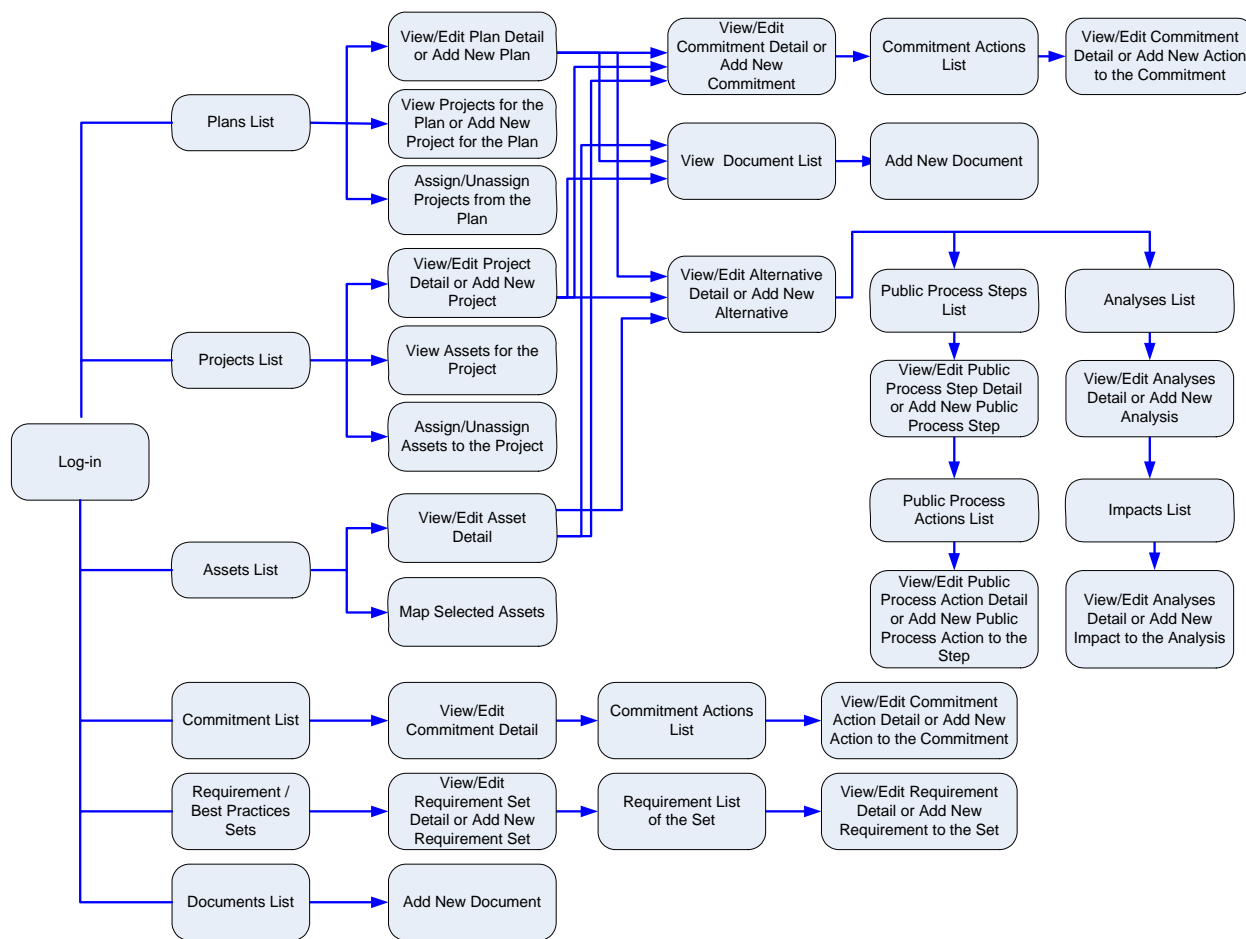 View/Edit Plan Detail
or Add New Plan
View/Edit
Commitment Detail or
Add New
Commitment
Commitment Actions
List
View/Edit Commitment
Detail or Add New Action
to the Commitment
Plans List
View Projects for the
Plan or Add New
Project for the Plan
View Document List
Add New Document
Assign/Unassign
Projects from the
Plan
View/Edit Project
Detail or Add New
Project
View/Edit Alternative
Detail or Add New
Alternative
Public Process Steps
List
Analyses List
Projects List
View Assets for the
Project
View/Edit Public
Process Step Detail
or Add New Public
Process Step
View/Edit Analyses
Detail or Add New
Analysis
Assign/Unassign
Assets to the Project
Log-in
View/Edit Asset
Detail
Public Process
Actions List
Impacts List
Assets List
Map Selected Assets
View/Edit Public
Process Action Detail
or Add New Public
Process Action to the
Step
View/Edit Analyses
Detail or Add New
Impact to the Analysis
Commitment List
View/Edit
Commitment Detail
Commitment Actions
List
View/Edit Commitment
Action Detail or Add New
Action to the Commitment
Requirement /
Best Practices
Sets
View/Edit
Requirement Set
Detail or Add New
Requirement Set
Requirement List
of the Set
View/Edit Requirement
Detail or Add New
Requirement to the Set
Documents List
Add New Document